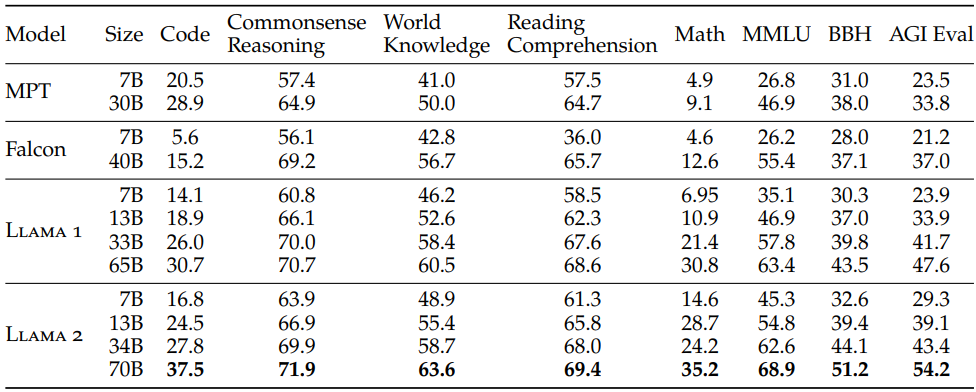 Model Size Code Commonsense Reasoning World Knowledge Reading Comprehension Math MMLU BBH AGI Eval
MPT 7B 20.5 57.4 41.0 57.5 4.9 26.8 31.0 23.5
30B 28.9 64.9 50.0 64.7 9.1 46.9 38.0 33.8
Falcon 7B 5.6 56.1 42.8 36.0 4.6 26.2 28.0 21.2
40B 15.2 69.2 56.7 65.7 12.6 55.4 37.1 37.0
LLAMA 1 7B 14.1 60.8 46.2 58.5 6.95 35.1 30.3 23.9
13B 18.9 66.1 52.6 62.3 10.9 46.9 37.0 33.9
33B 26.0 70.0 58.4 67.6 21.4 57.8 39.8 41.7
65B 30.7 70.7 60.5 68.6 30.8 63.4 43.5 47.6
LLAMA 2 7B 16.8 63.9 48.9 61.3 14.6 45.3 32.6 29.3
13B 24.5 66.9 55.4 65.8 28.7 54.8 39.4 39.1
34B 27.8 69.9 58.7 68.0 24.2 62.6 44.1 43.4
70B 37.5 71.9 63.6 69.4 35.2 68.9 51.2 54.2